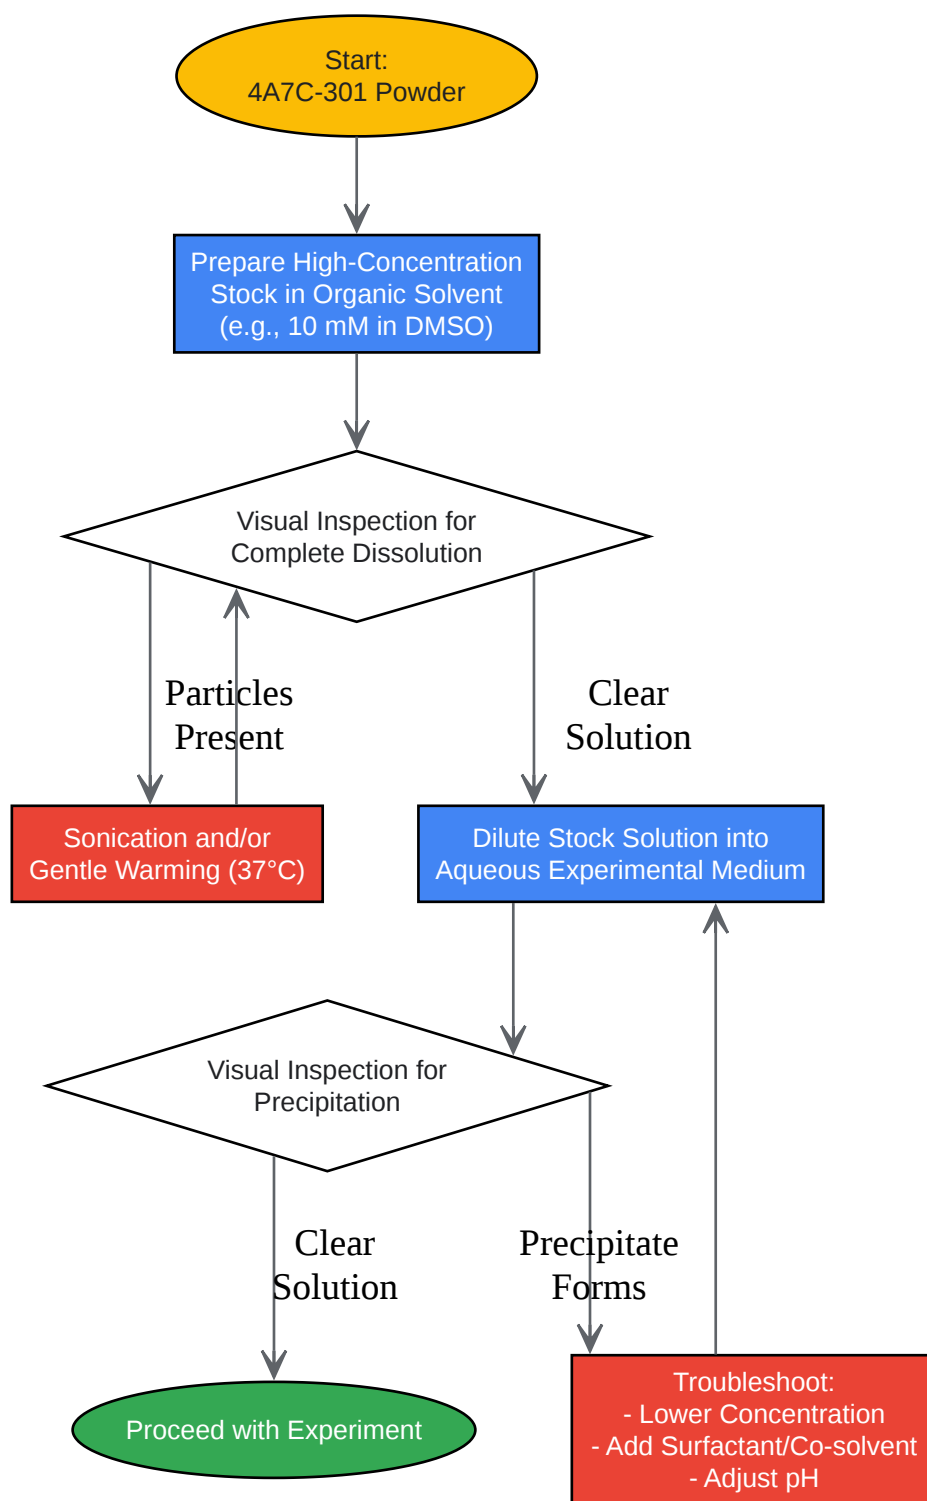 Start:
4A7C-301 Powder
Prepare High-Concentration
Stock in Organic Solvent
(e.g., 10 mM in DMSO)
Visual Inspection for
Complete Dissolution
Particles
Present
Clear
Solution
Sonication and/or
Gentle Warming (37°C)
Dilute Stock Solution into
Aqueous Experimental Medium
Visual Inspection for
Precipitation
Clear
Solution
Precipitate
Forms
Proceed with Experiment
Troubleshoot:
- Lower Concentration
- Add Surfactant/Co-solvent
- Adjust pH